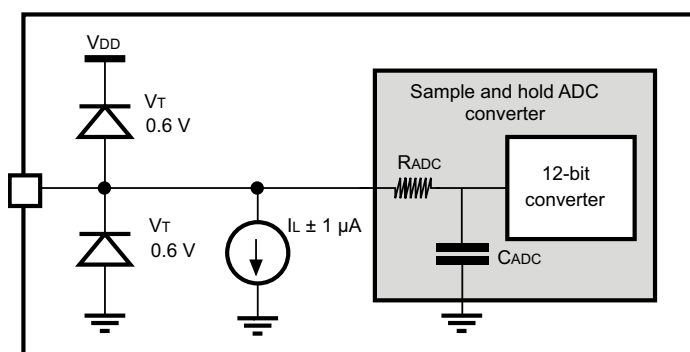 VDD
VT
0.6 V
VT
0.6 V
IL ± 1 µA
Sample and hold ADC
converter
RADC
CADC
12-bit
converter